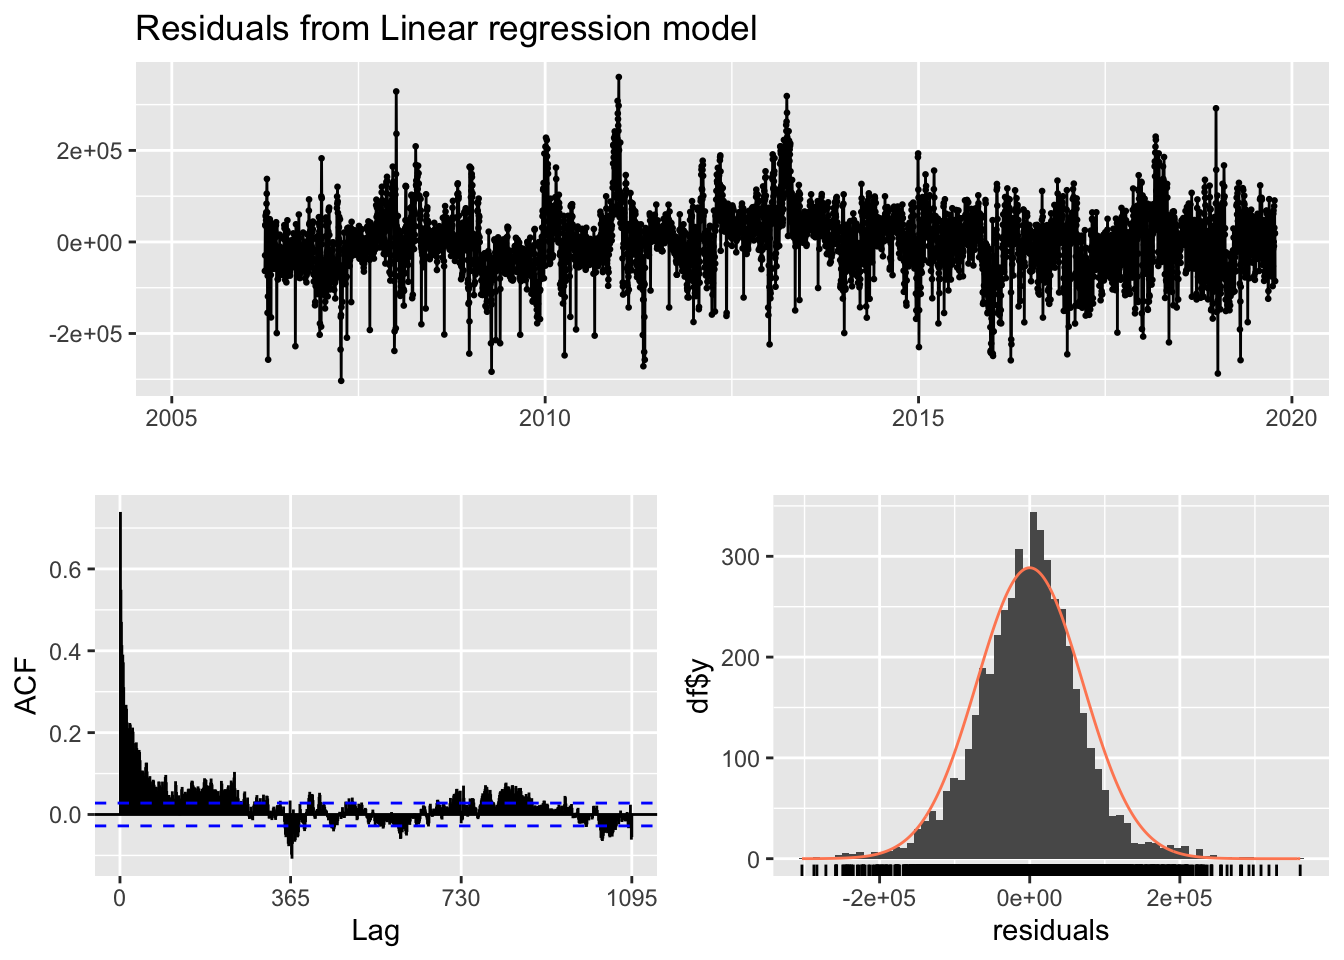 Residuals from Linear regression model
2e+05
0e+00
-2e+05
2005 2010 2015 2020
ACF
0.6
0.4
0.2
0.0
0 365 730 1095
Lag
df$y
300
200
100
0
-2e+05 0e+00 2e+05
residuals